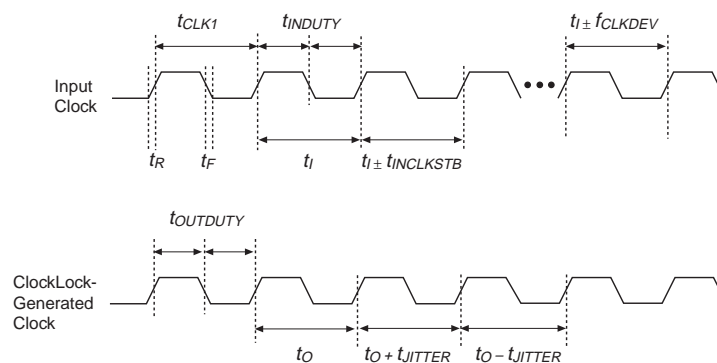 tCLK1 tINDUTY tI ± fCLKDEV
Input
Clock
tR tF tI tI ± tINCLKSTB
tOUTDUTY
ClockLock-
Generated
Clock
tO tO + tJITTER tO – tJITTER